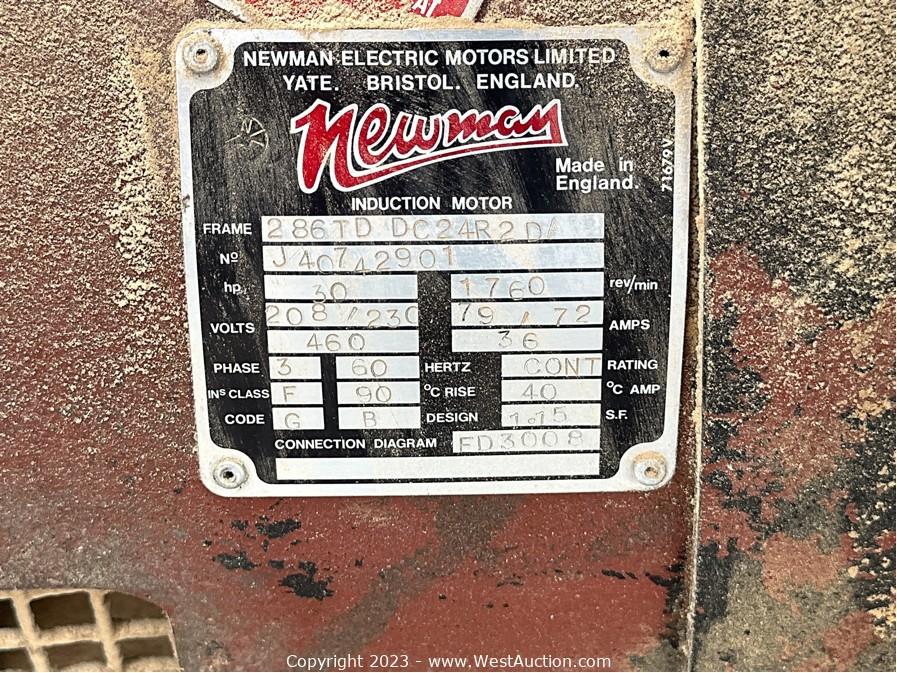 AT
NEWMAN ELECTRIC MOTORS LIMITED
YATE. BRISTOL. ENGLAND.
Newman
Made in
England.
71679V
INDUCTION MOTOR
FRAME 286TD DC24R2DA
Nº J40742901
hp 30 1760 rev/min
VOLTS 208/230 79/72 AMPS
460 36
PHASE 3 60 HERTZ CONT RATING
INS CLASS F 90 °C RISE 40 °C AMP
CODE G B DESIGN 1.15 S.F.
CONNECTION DIAGRAM FD3008
Copyright 2023 - www.WestAuction.com